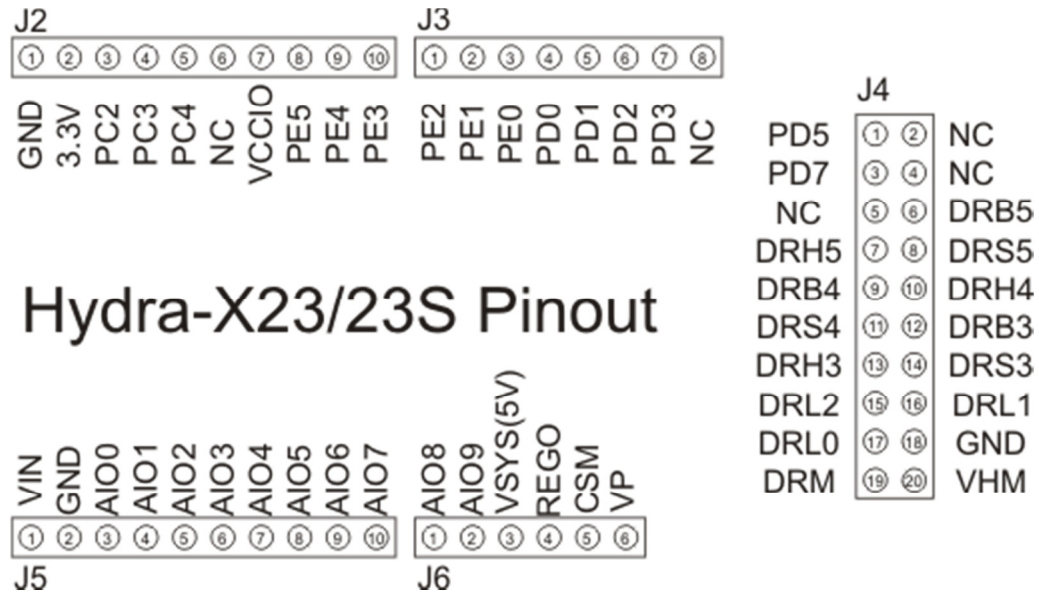 J2
1 2 3 4 5 6 7 8 9 10
GND 3.3V PC2 PC3 PC4 NC VCCIO PE5 PE4 PE3
J3
1 2 3 4 5 6 7 8
PE2 PE1 PE0 PD0 PD1 PD2 PD3 NC
J4
PD5 1 2 NC
PD7 3 4 NC
NC 5 6 DRB5
DRH5 7 8 DRS5
DRB4 9 10 DRH4
DRS4 11 12 DRB3
DRH3 13 14 DRS3
DRL2 15 16 DRL1
DRL0 17 18 GND
DRM 19 20 VHM
Hydra-X23/23S Pinout
VIN GND AIO0 AIO1 AIO2 AIO3 AIO4 AIO5 AIO6 AIO7
1 2 3 4 5 6 7 8 9 10
J5
AIO8 AIO9 VSYS(5V) REGO CSM VP
1 2 3 4 5 6
J6